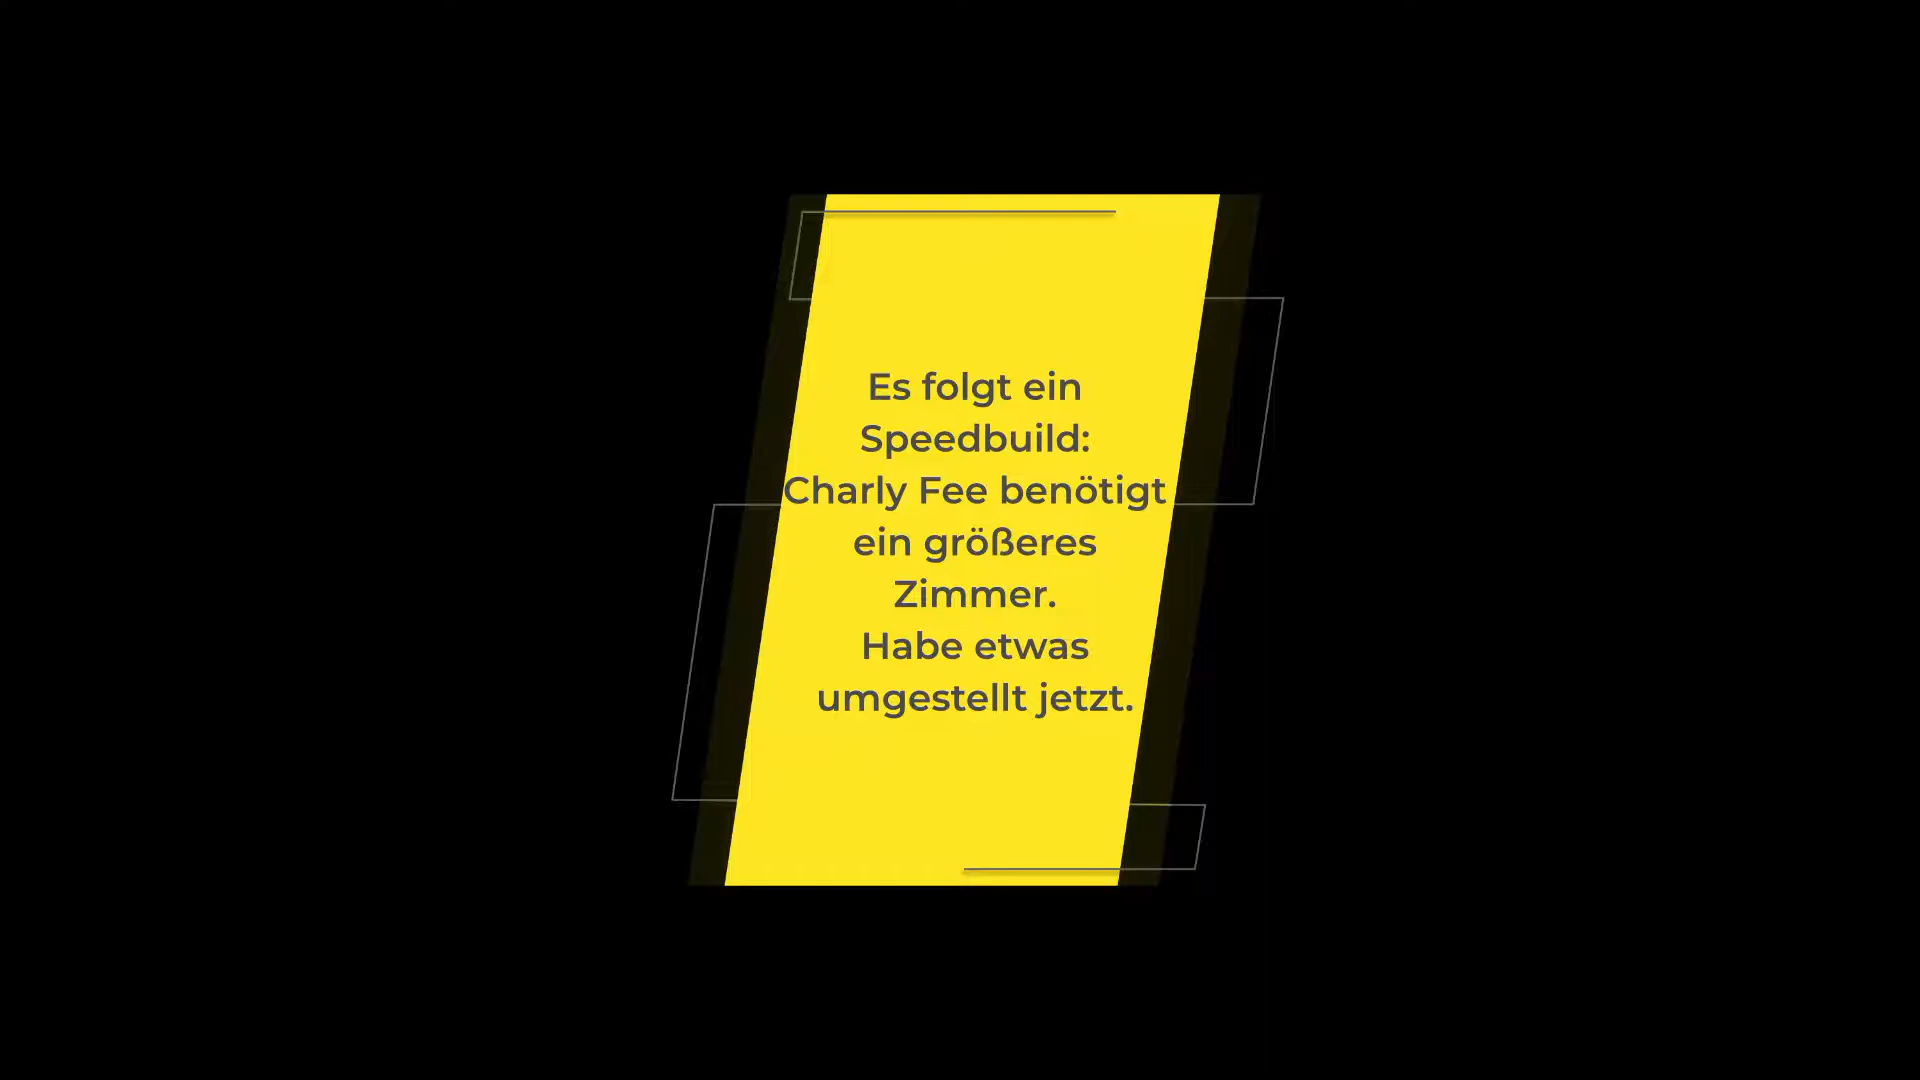 Es folgt ein
Speedbuild:
Charly Fee benötigt
ein größeres
Zimmer.
Habe etwas
umgestellt jetzt.